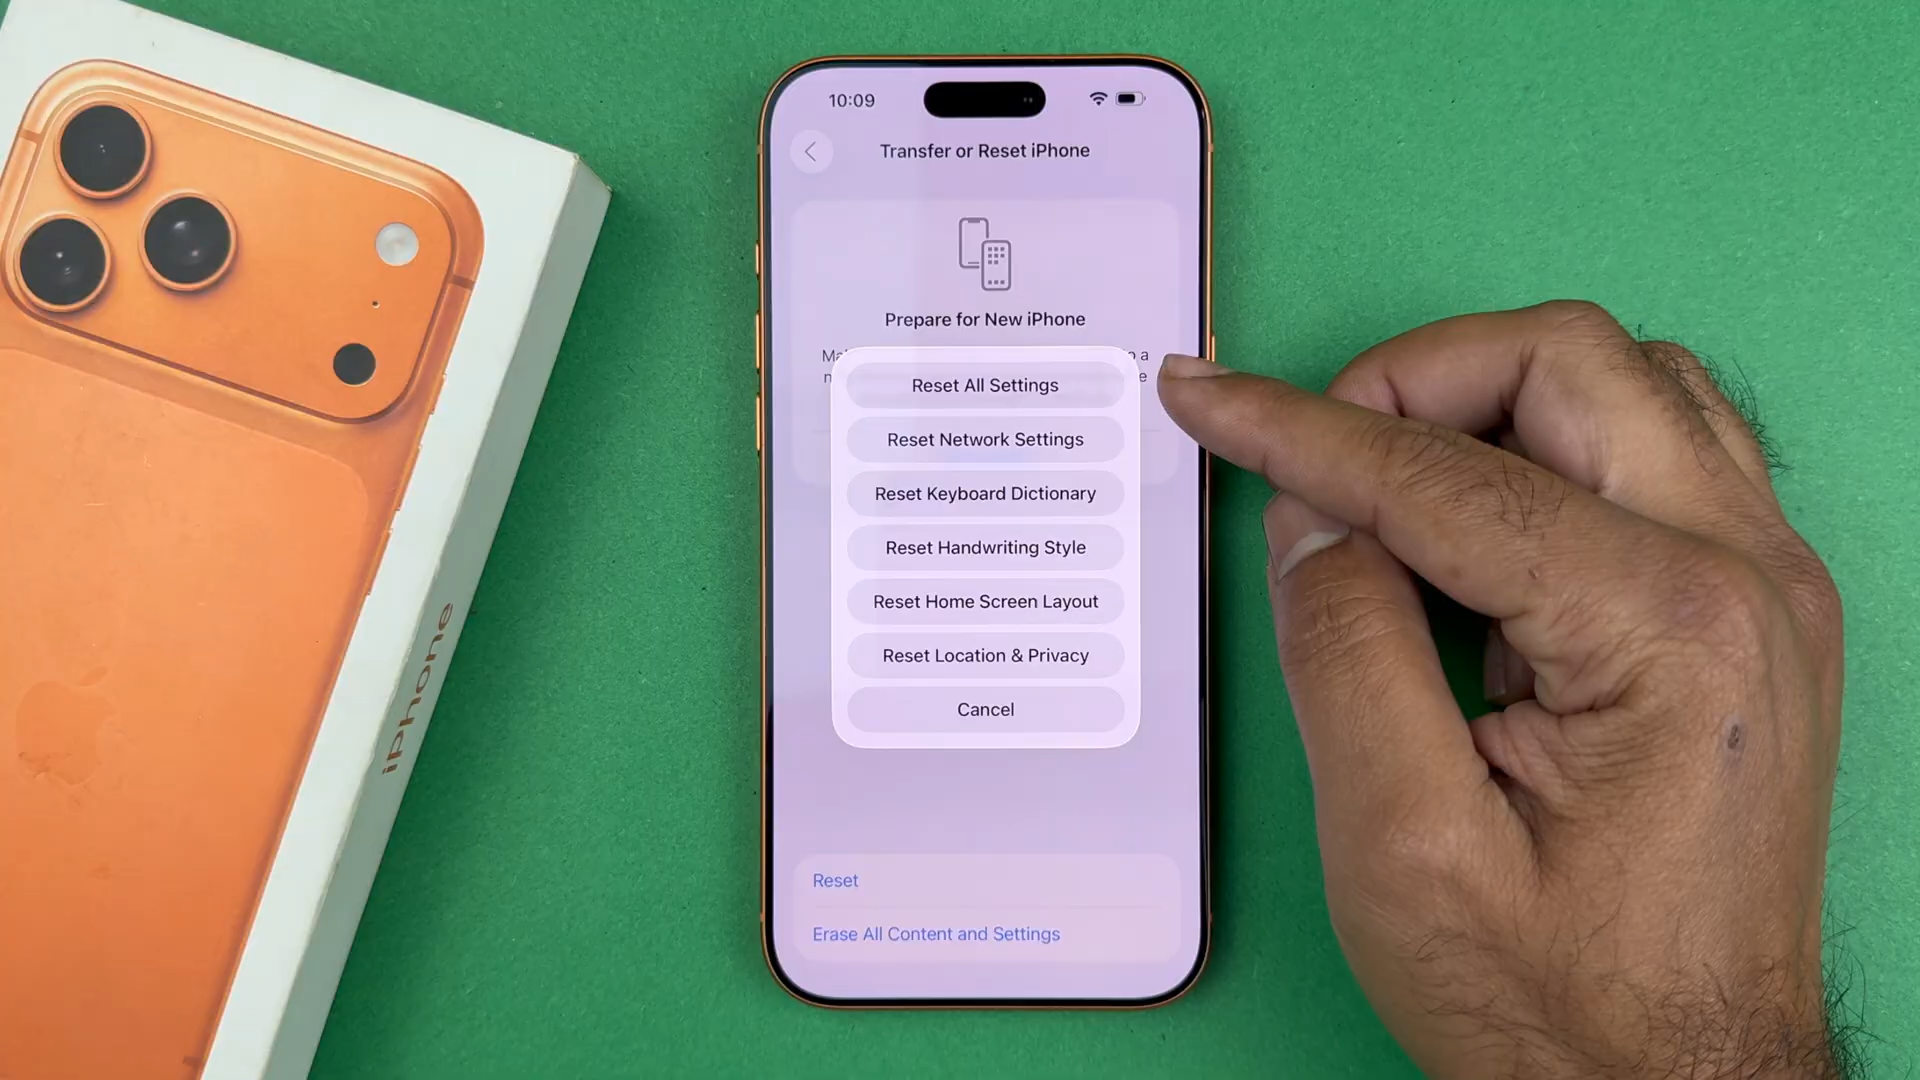 10:09
Transfer or Reset iPhone
Prepare for New iPhone
a
Reset All Settings
Reset Network Settings
Reset Keyboard Dictionary
Reset Handwriting Style
Reset Home Screen Layout
Reset Location & Privacy
Cancel
Reset
Erase All Content and Settings
iPhone